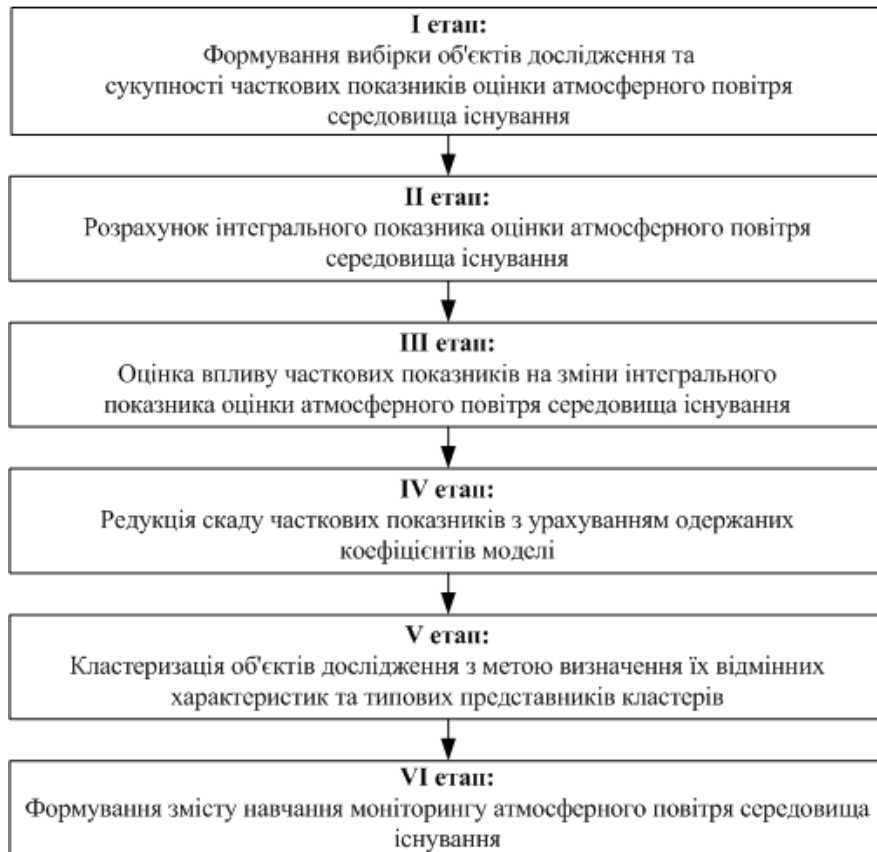 I етап:
Формування вибірки об'єктів дослідження та
сукупності часткових показників оцінки атмосферного повітря
середовища існування
II етап:
Розрахунок інтегрального показника оцінки атмосферного повітря
середовища існування
III етап:
Оцінка впливу часткових показників на зміни інтегрального
показника оцінки атмосферного повітря середовища існування
IV етап:
Редукція скаду часткових показників з урахуванням одержаних
коефіцієнтів моделі
V етап:
Кластеризація об'єктів дослідження з метою визначення їх відмінних
характеристик та типових представників кластерів
VI етап:
Формування змісту навчання моніторингу атмосферного повітря середовища
існування